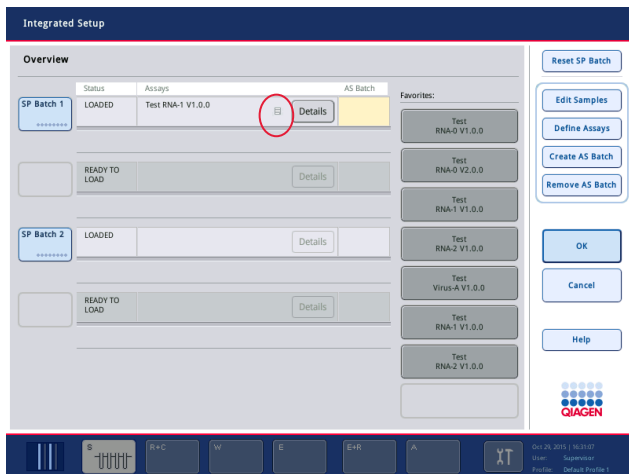 Integrated Setup
Overview
Status Assays AS Batch
SP Batch 1 LOADED Test RNA-1 V1.0.0 Details
READY TO
LOAD Details
SP Batch 2 LOADED Details
READY TO
LOAD Details
Favorites:
Test
RNA-0 V1.0.0
Test
RNA-0 V2.0.0
Test
RNA-1 V1.0.0
Test
RNA-2 V1.0.0
Test
Virus-A V1.0.0
Test
RNA-1 V1.0.0
Test
RNA-2 V1.0.0
Reset SP Batch
Edit Samples
Define Assays
Create AS Batch
Remove AS Batch
OK
Cancel
Help
QIAGEN
S R+C W E E+R A
Oct 29, 2015 | 16:31:07
User: Supervisor
Profile: Default Profile 1